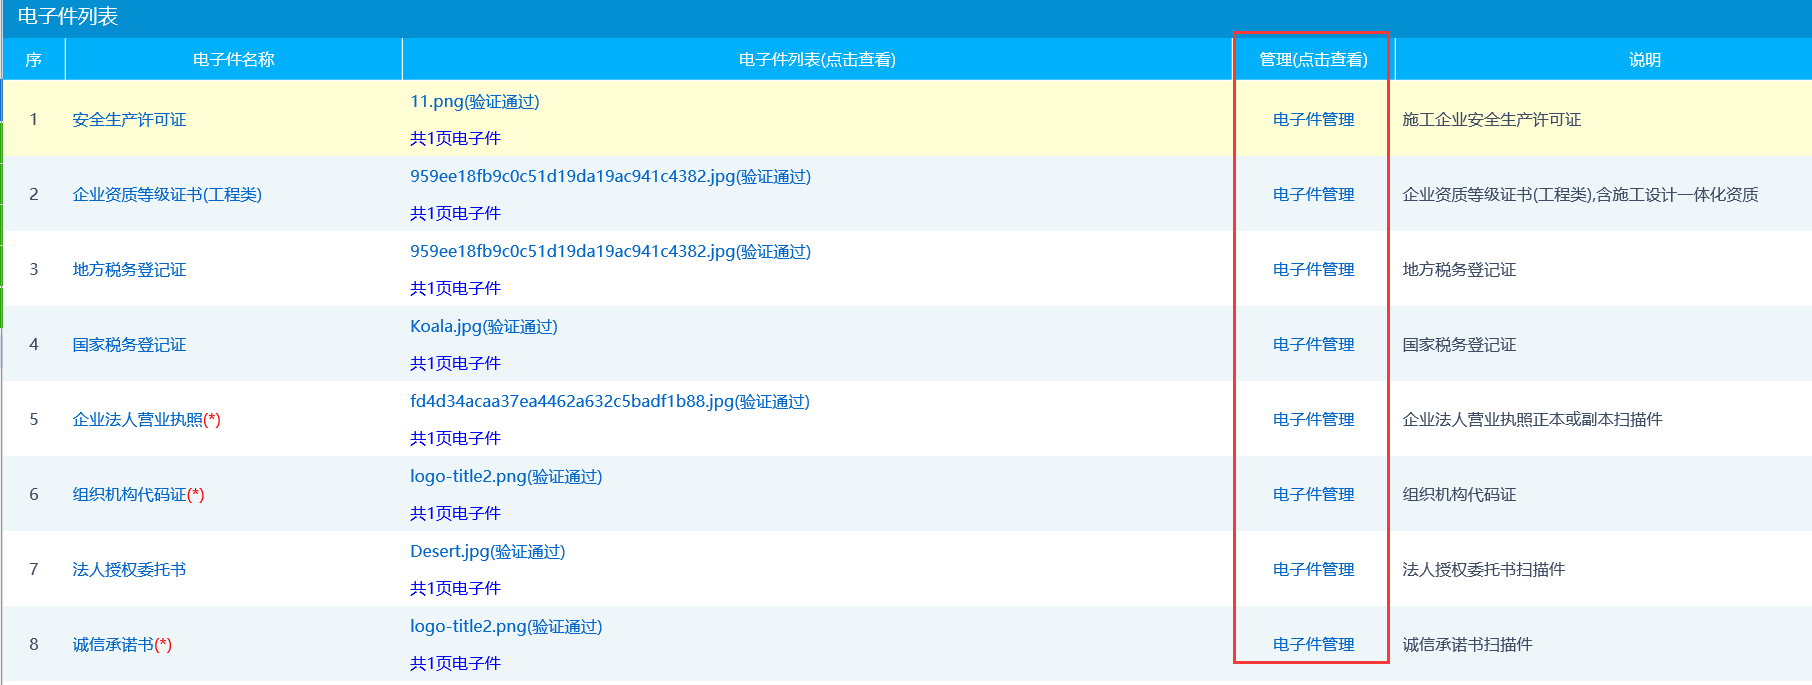 电子件列表
序 电子件名称 电子件列表(点击查看) 管理(点击查看) 说明
11.png(验证通过)
1 安全生产许可证 电子件管理 施工企业安全生产许可证
共1页电子件
959ee18fb9c0c51d19da19ac941c4382.jpg(验证通过)
2 企业资质等级证书(工程类) 电子件管理 企业资质等级证书(工程类),含施工设计一体化资质
共1页电子件
959ee18fb9c0c51d19da19ac941c4382.jpg(验证通过)
3 地方税务登记证 电子件管理 地方税务登记证
共1页电子件
Koala.jpg(验证通过)
4 国家税务登记证 电子件管理 国家税务登记证
共1页电子件
fd4d34acaa37ea4462a632c5badf1b88.jpg(验证通过)
5 企业法人营业执照(*) 电子件管理 企业法人营业执照正本或副本扫描件
共1页电子件
logo-title2.png(验证通过)
6 组织机构代码证(*) 电子件管理 组织机构代码证
共1页电子件
Desert.jpg(验证通过)
7 法人授权委托书 电子件管理 法人授权委托书扫描件
共1页电子件
logo-title2.png(验证通过)
8 诚信承诺书(*) 电子件管理 诚信承诺书扫描件
共1页电子件